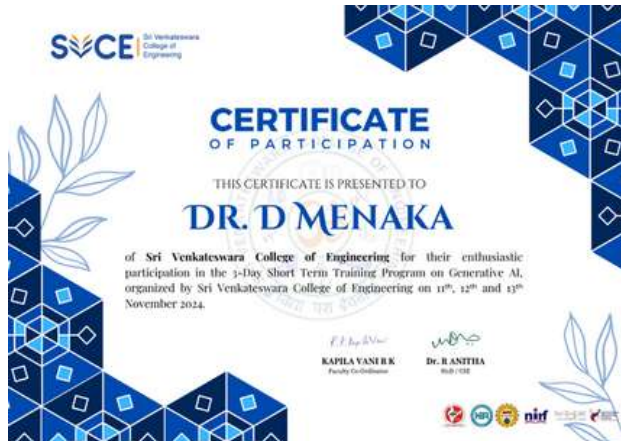 SVCE
Sri Venkateswara
College of
Engineering
CERTIFICATE
OF PARTICIPATION
THIS CERTIFICATE IS PRESENTED TO
DR. D MENAKA
of Sri Venkateswara College of Engineering for their enthusiastic
participation in the 3-Day Short Term Training Program on Generative AI,
organized by Sri Venkateswara College of Engineering on 11th, 12th and 13th
November 2024.
KAPILA VANI R K
Faculty Co-Ordinator
Dr. R ANITHA
HoD / CSE
nirf